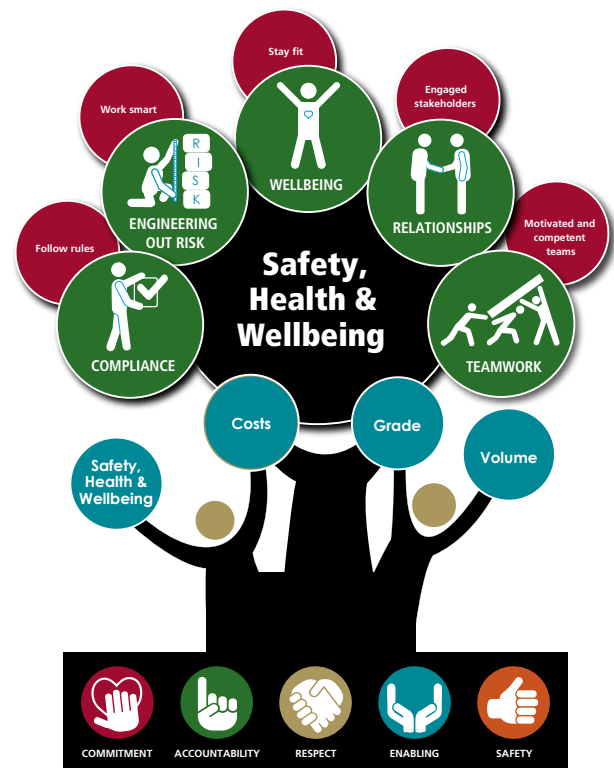 Stay fit
Work smart
Engaged
stakeholders
R
I
S
K
WELLBEING
ENGINEERING
OUT RISK
RELATIONSHIPS
Follow rules
Motivated and
competent
teams
Safety,
Health &
Wellbeing
COMPLIANCE
TEAMWORK
Costs
Grade
Safety,
Health &
Wellbeing
Volume
COMMITMENT
ACCOUNTABILITY
RESPECT
ENABLING
SAFETY